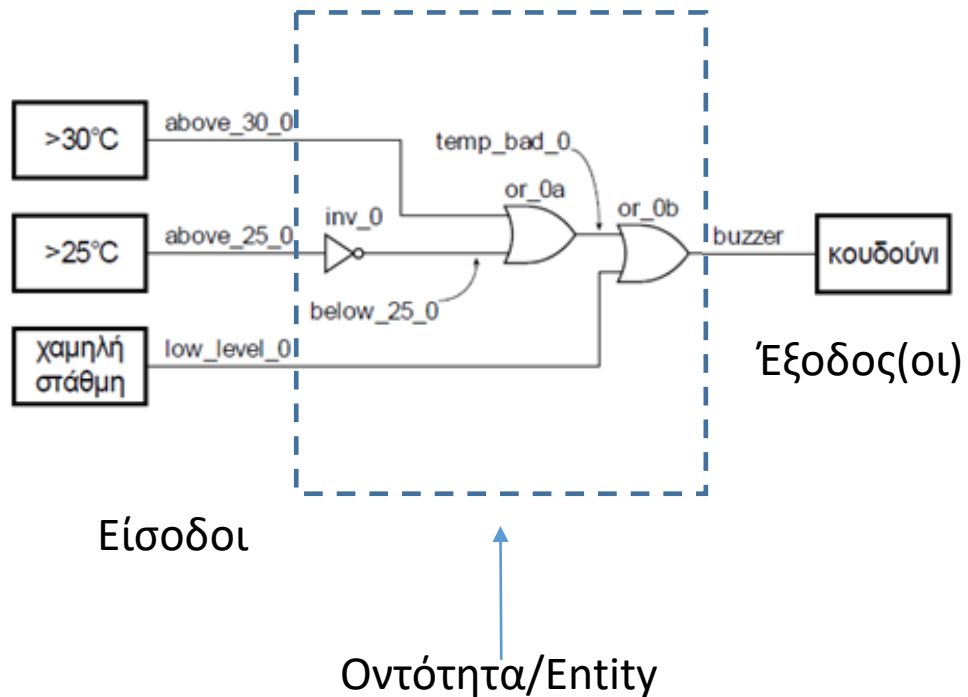 >30°C
above_30_0
temp_bad_0
or_0a
or_0b
inv_0
>25°C
above_25_0
buzzer
κουδούνι
below_25_0
χαμηλή
στάθμη
low_level_0
Έξοδος(οι)
Είσοδοι
Οντότητα/Entity